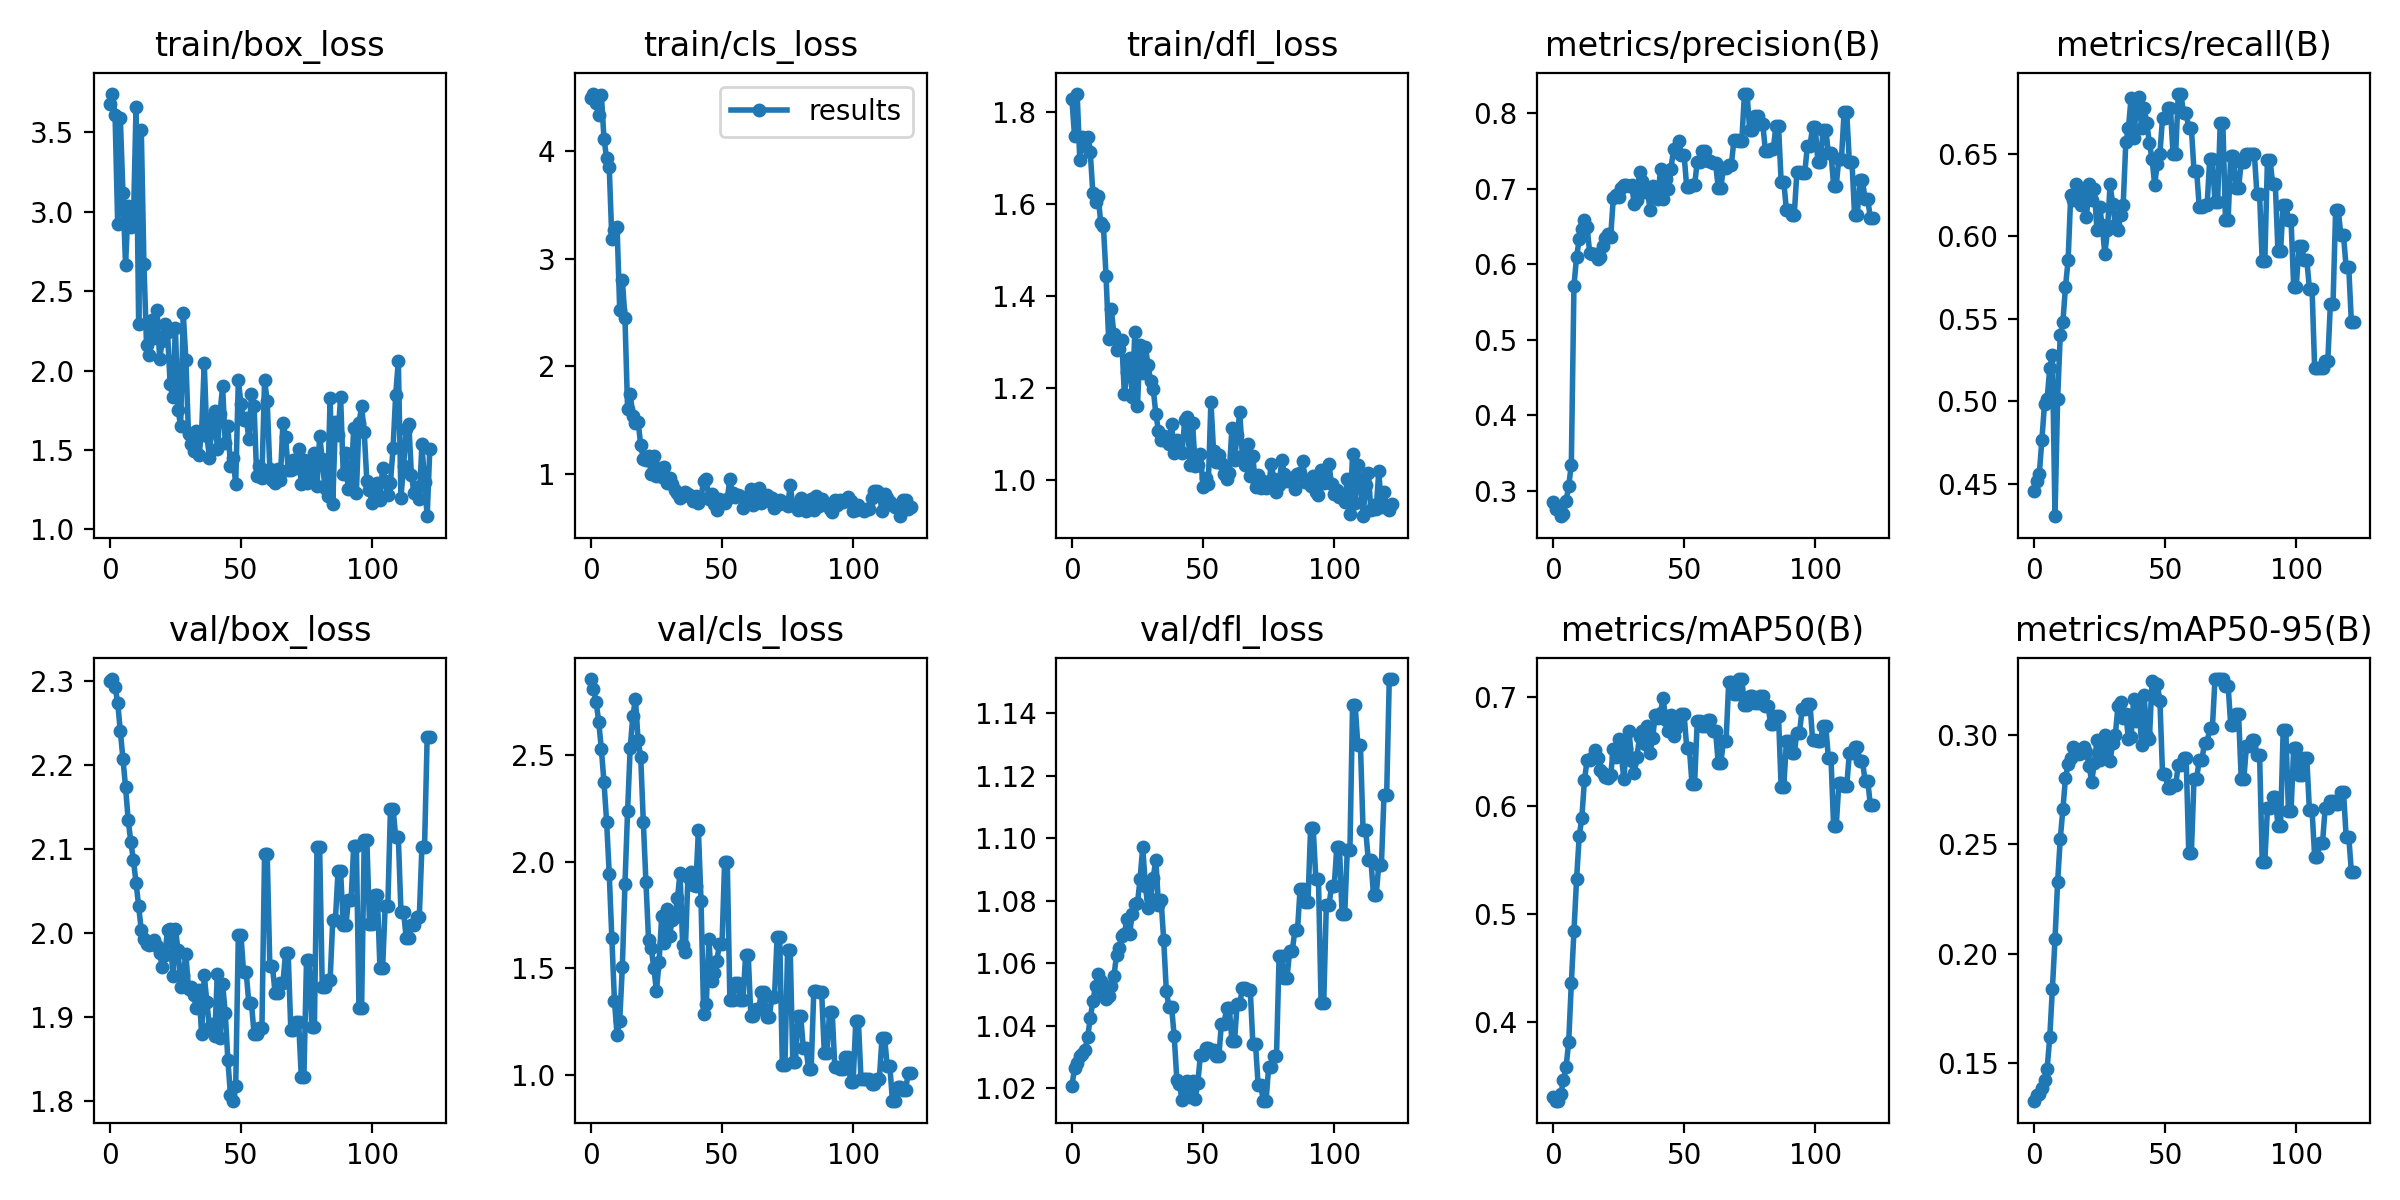 train/box_loss
3.5
3.0
2.5
2.0
1.5
1.0
0 50 100
train/cls_loss
results
4
3
2
1
0 50 100
train/dfl_loss
1.8
1.6
1.4
1.2
1.0
0 50 100
metrics/precision(B)
0.8
0.7
0.6
0.5
0.4
0.3
0 50 100
metrics/recall(B)
0.65
0.60
0.55
0.50
0.45
0 50 100
val/box_loss
2.3
2.2
2.1
2.0
1.9
1.8
0 50 100
val/cls_loss
2.5
2.0
1.5
1.0
0 50 100
val/dfl_loss
1.14
1.12
1.10
1.08
1.06
1.04
1.02
0 50 100
metrics/mAP50(B)
0.7
0.6
0.5
0.4
0 50 100
metrics/mAP50-95(B)
0.30
0.25
0.20
0.15
0 50 100